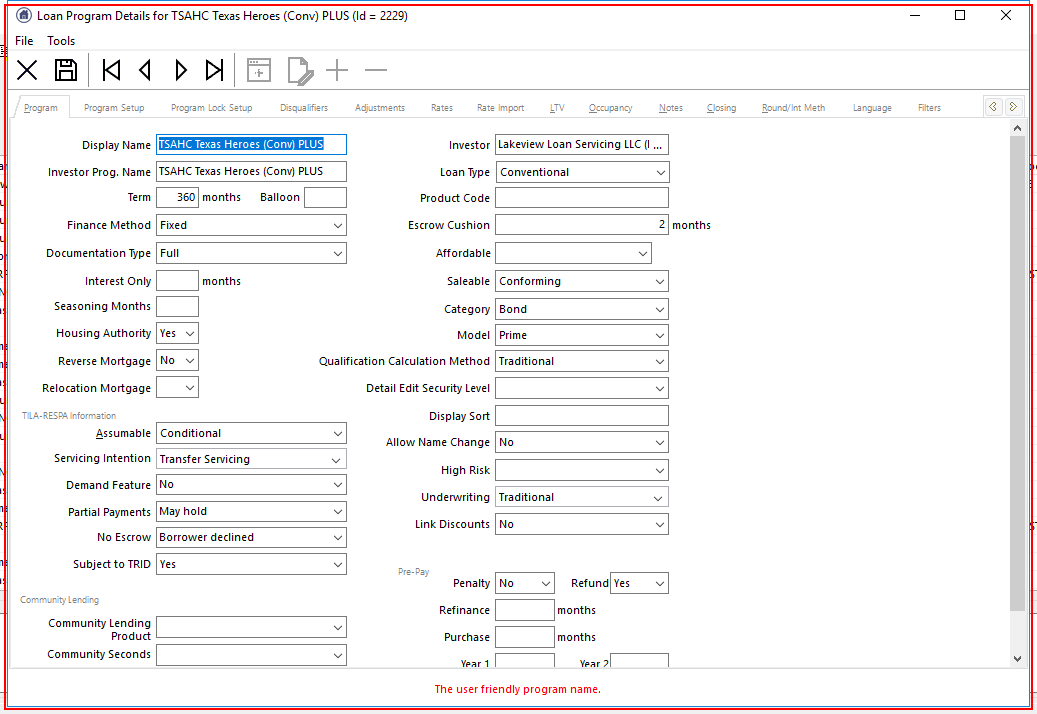 Loan Program Details for TSAHC Texas Heroes (Conv) PLUS (Id = 2229)
File Tools
Program Program Setup Program Lock Setup Disqualifiers Adjustments Rates Rate Import LTV Occupancy Notes Closing Round/Int Meth Language Filters
Display Name TSAHC Texas Heroes (Conv) PLUS
Investor Prog. Name TSAHC Texas Heroes (Conv) PLUS
Term 360 months Balloon
Finance Method Fixed
Documentation Type Full
Interest Only months
Seasoning Months
Housing Authority Yes
Reverse Mortgage No
Relocation Mortgage
TILA-RESPA Information
Assumable Conditional
Servicing Intention Transfer Servicing
Demand Feature No
Partial Payments May hold
No Escrow Borrower declined
Subject to TRID Yes
Community Lending
Community Lending
Product
Community Seconds
Investor Lakeview Loan Servicing LLC (I ...
Loan Type Conventional
Product Code
Escrow Cushion 2 months
Affordable
Saleable Conforming
Category Bond
Model Prime
Qualification Calculation Method Traditional
Detail Edit Security Level
Display Sort
Allow Name Change No
High Risk
Underwriting Traditional
Link Discounts No
Pre-Pay
Penalty No Refund Yes
Refinance months
Purchase months
Year 1 Year 2
The user friendly program name.